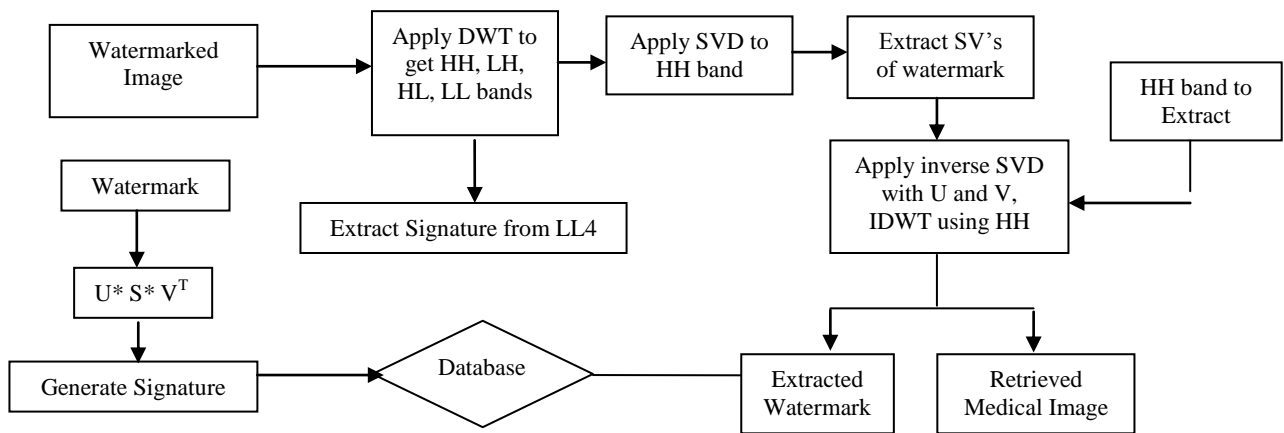 Watermarked
Image
Apply DWT to
get HH, LH,
HL, LL bands
Apply SVD to
HH band
Extract SV's
of watermark
HH band to
Extract
Watermark
Extract Signature from LL4
Apply inverse SVD
with U and V,
IDWT using HH
U* S* V^T
Generate Signature
Database
Extracted
Watermark
Retrieved
Medical Image